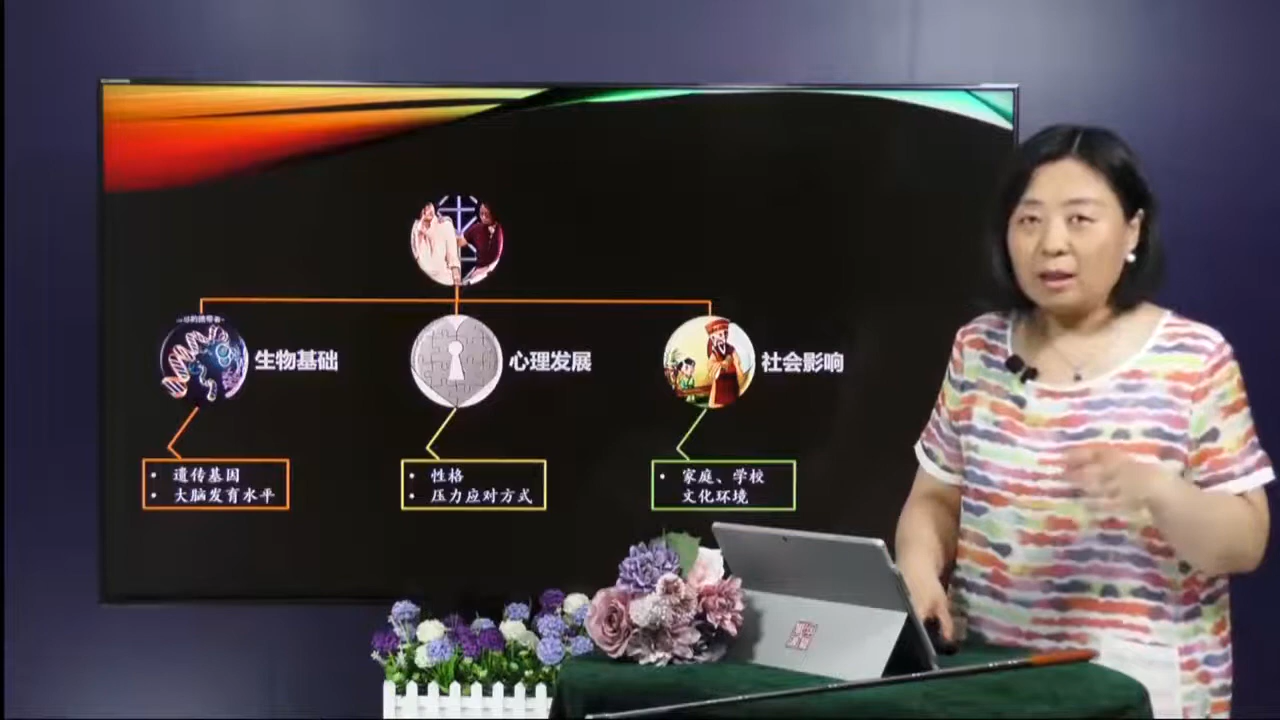 生物基础
心理发展
社会影响
• 遗传基因
• 大脑发育水平
• 性格
• 压力应对方式
• 家庭、学校
文化环境